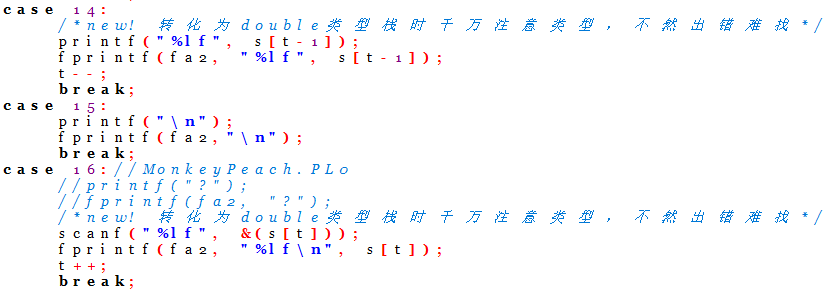 case 14:
/*new! 转化为double类型栈时千万注意类型，不然出错难找*/
printf("%lf", s[t-1]);
fprintf(fa2, "%lf", s[t-1]);
t--;
break;
case 15:
printf("\n");
fprintf(fa2,"\n");
break;
case 16://MonkeyPeach.PL0
//printf("?");
//fprintf(fa2, "?");
/*new! 转化为double类型栈时千万注意类型，不然出错难找*/
scanf("%lf", &(s[t]));
fprintf(fa2, "%lf\n", s[t]);
t++;
break;